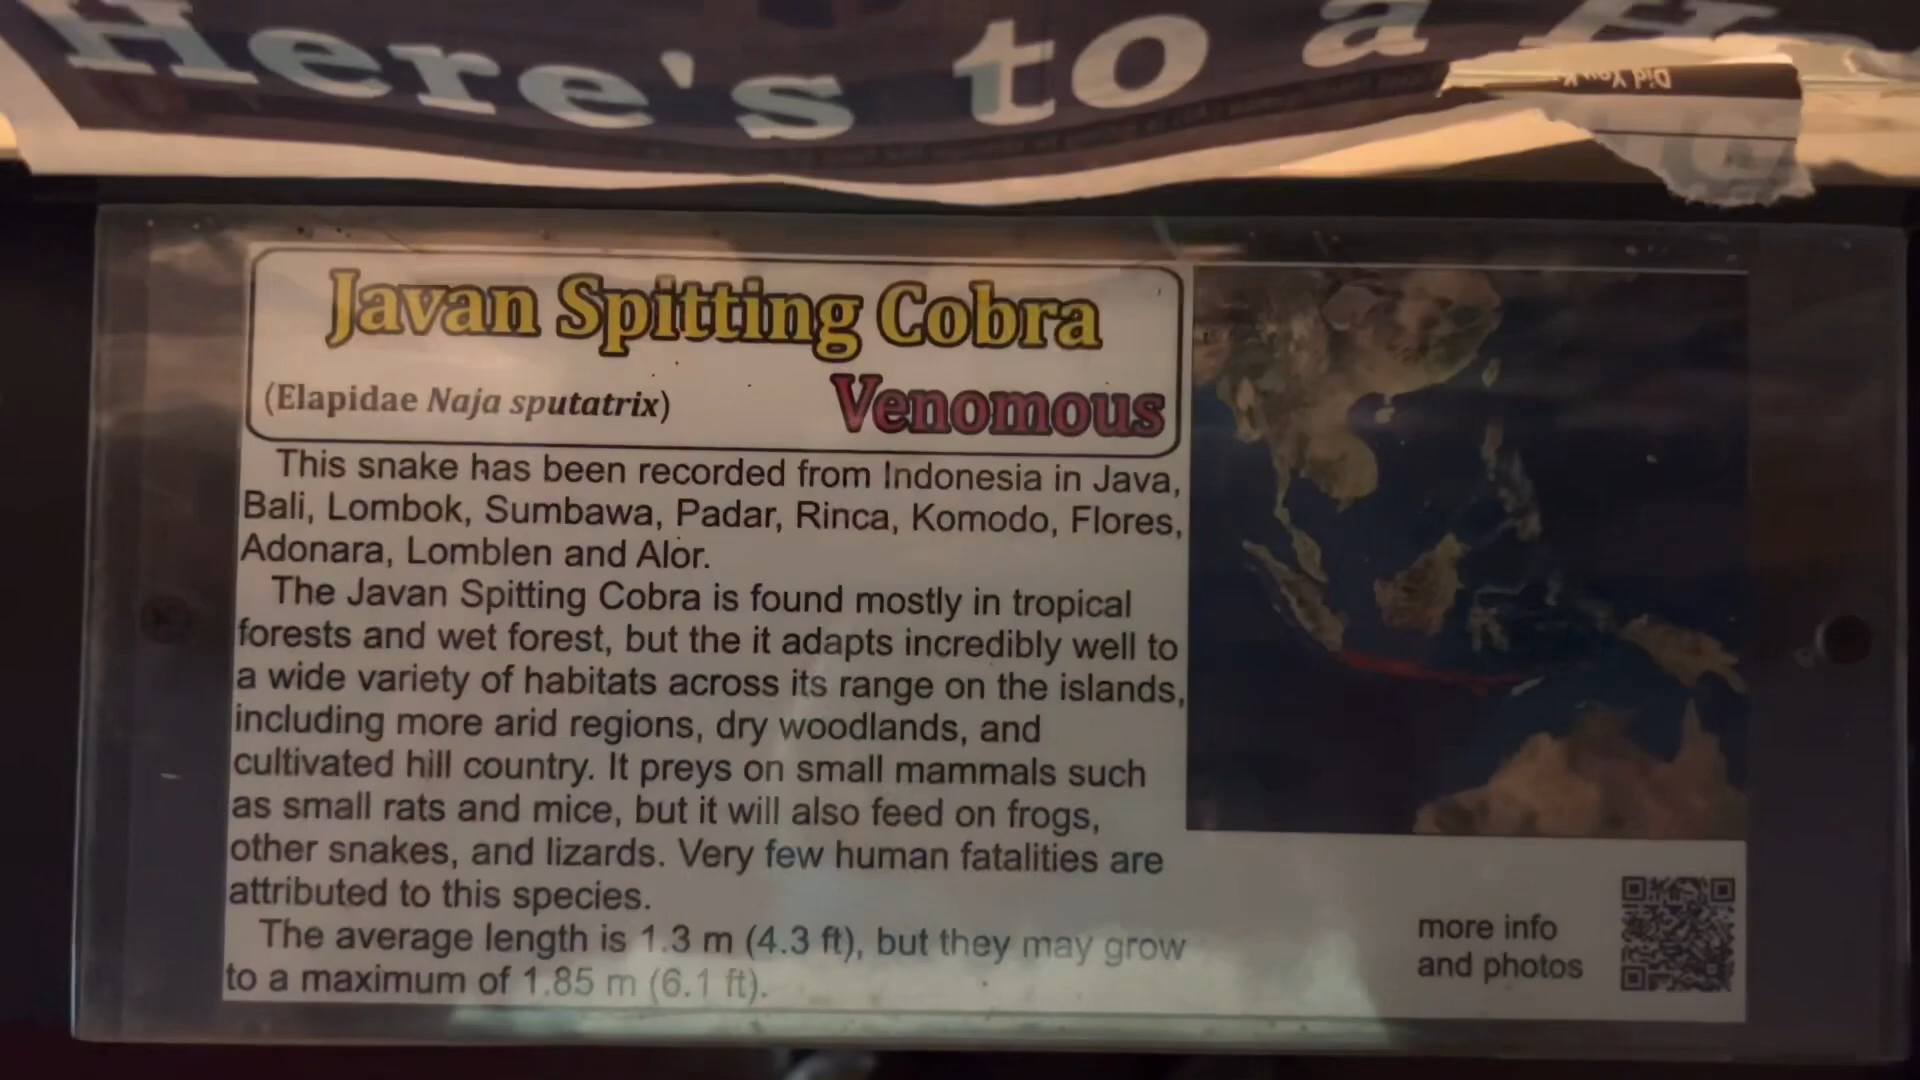 Here's to a
Did You K
Javan Spitting Cobra
(Elapidae Naja sputatrix)
Venomous
This snake has been recorded from Indonesia in Java,
Bali, Lombok, Sumbawa, Padar, Rinca, Komodo, Flores,
Adonara, Lomblen and Alor.
The Javan Spitting Cobra is found mostly in tropical
forests and wet forest, but the it adapts incredibly well to
a wide variety of habitats across its range on the islands,
including more arid regions, dry woodlands, and
cultivated hill country. It preys on small mammals such
as small rats and mice, but it will also feed on frogs,
other snakes, and lizards. Very few human fatalities are
attributed to this species.
The average length is 1.3 m (4.3 ft), but they may grow
to a maximum of 1.85 m (6.1 ft).
more info
and photos